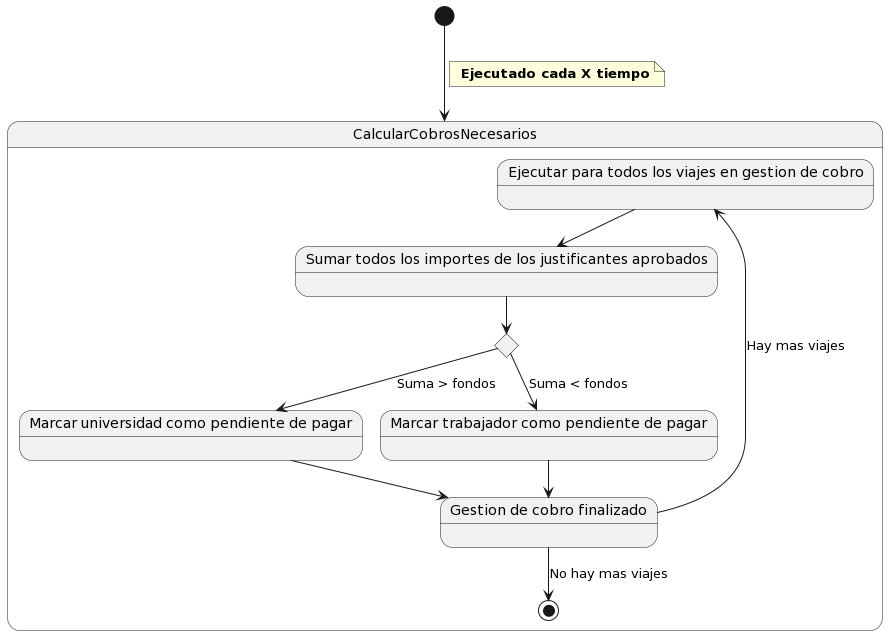 Ejecutado cada X tiempo
CalcularCobrosNecesarios
Ejecutar para todos los viajes en gestion de cobro
Sumar todos los importes de los justificantes aprobados
Hay mas viajes
Suma > fondos
Suma < fondos
Marcar universidad como pendiente de pagar
Marcar trabajador como pendiente de pagar
Gestion de cobro finalizado
No hay mas viajes